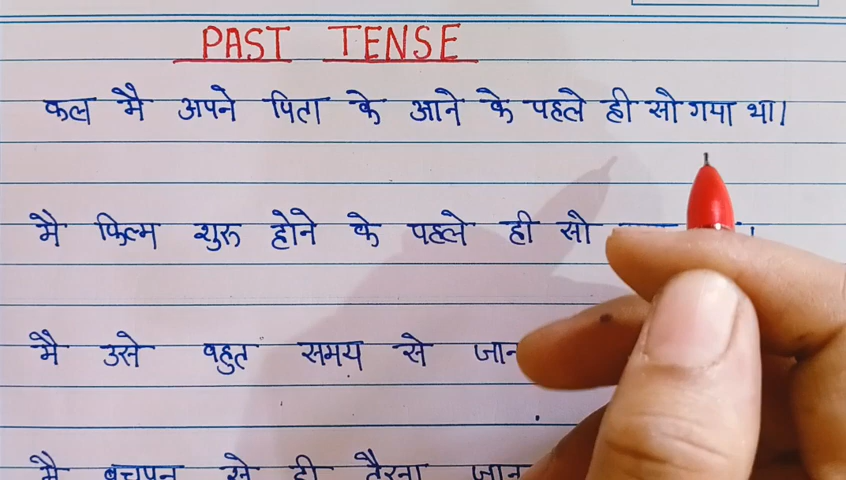 PAST TENSE
कल मै अपने पिता के आने के पहले ही सो गया था।
मै फिल्म शुरू होने के पहले ही सो
मै उसे बहुत समय से
मै बचपन से ही तैरना